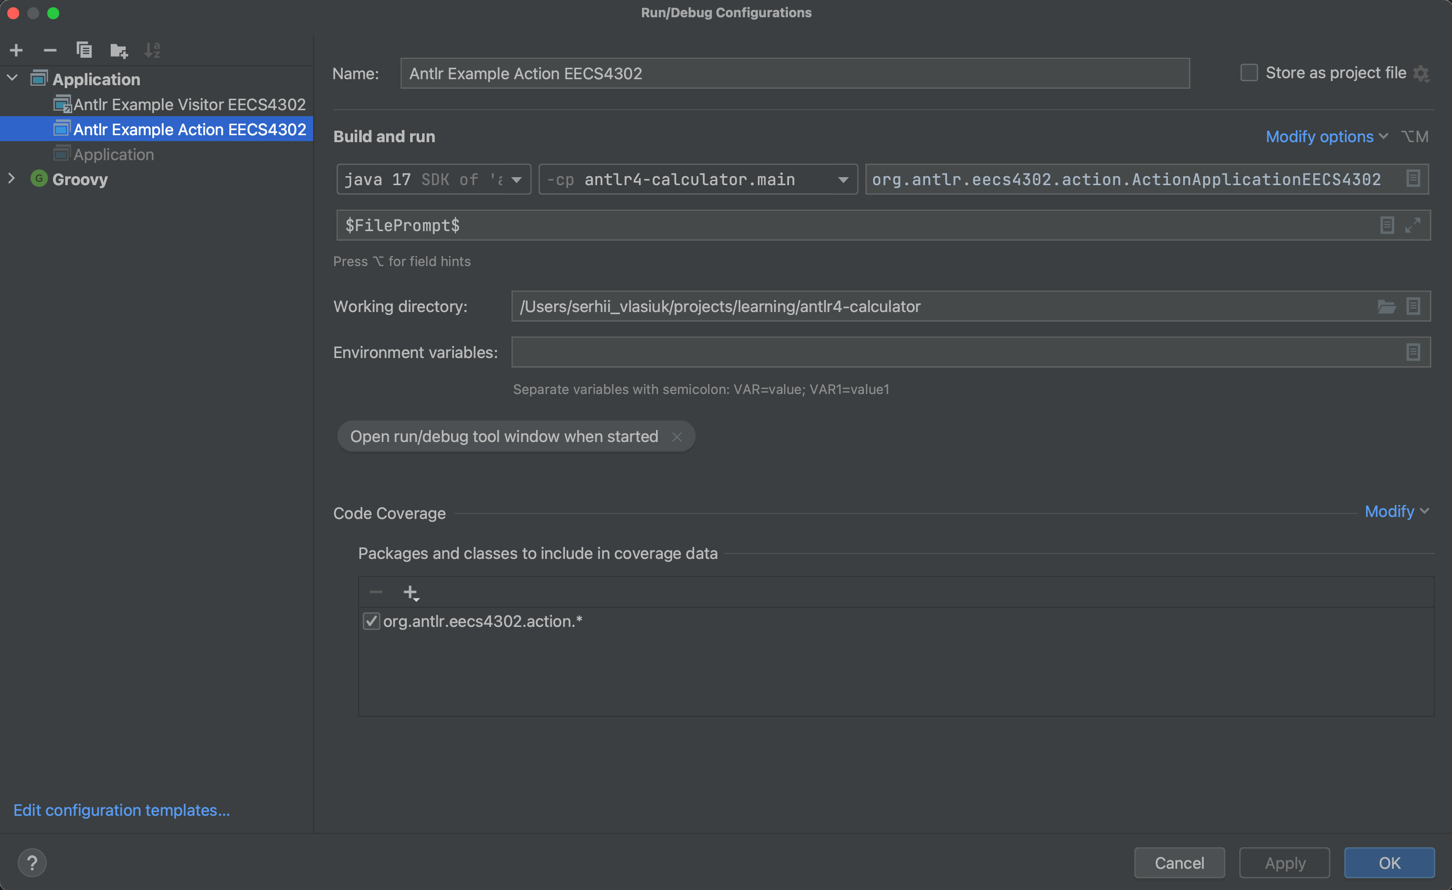 Run/Debug Configurations
Application
Antlr Example Visitor EECS4302
Antlr Example Action EECS4302
Application
Groovy
Edit configuration templates...
Name: Antlr Example Action EECS4302 Store as project file
Build and run Modify options ⌥M
java 17 SDK of 'a -cp antlr4-calculator.main org.antlr.eecs4302.action.ActionApplicationEECS4302
$FilePrompt$
Press ⌥ for field hints
Working directory: /Users/serhii_vlasiuk/projects/learning/antlr4-calculator
Environment variables:
Separate variables with semicolon: VAR=value; VAR1=value1
Open run/debug tool window when started
Code Coverage Modify
Packages and classes to include in coverage data
org.antlr.eecs4302.action.*
? Cancel Apply OK